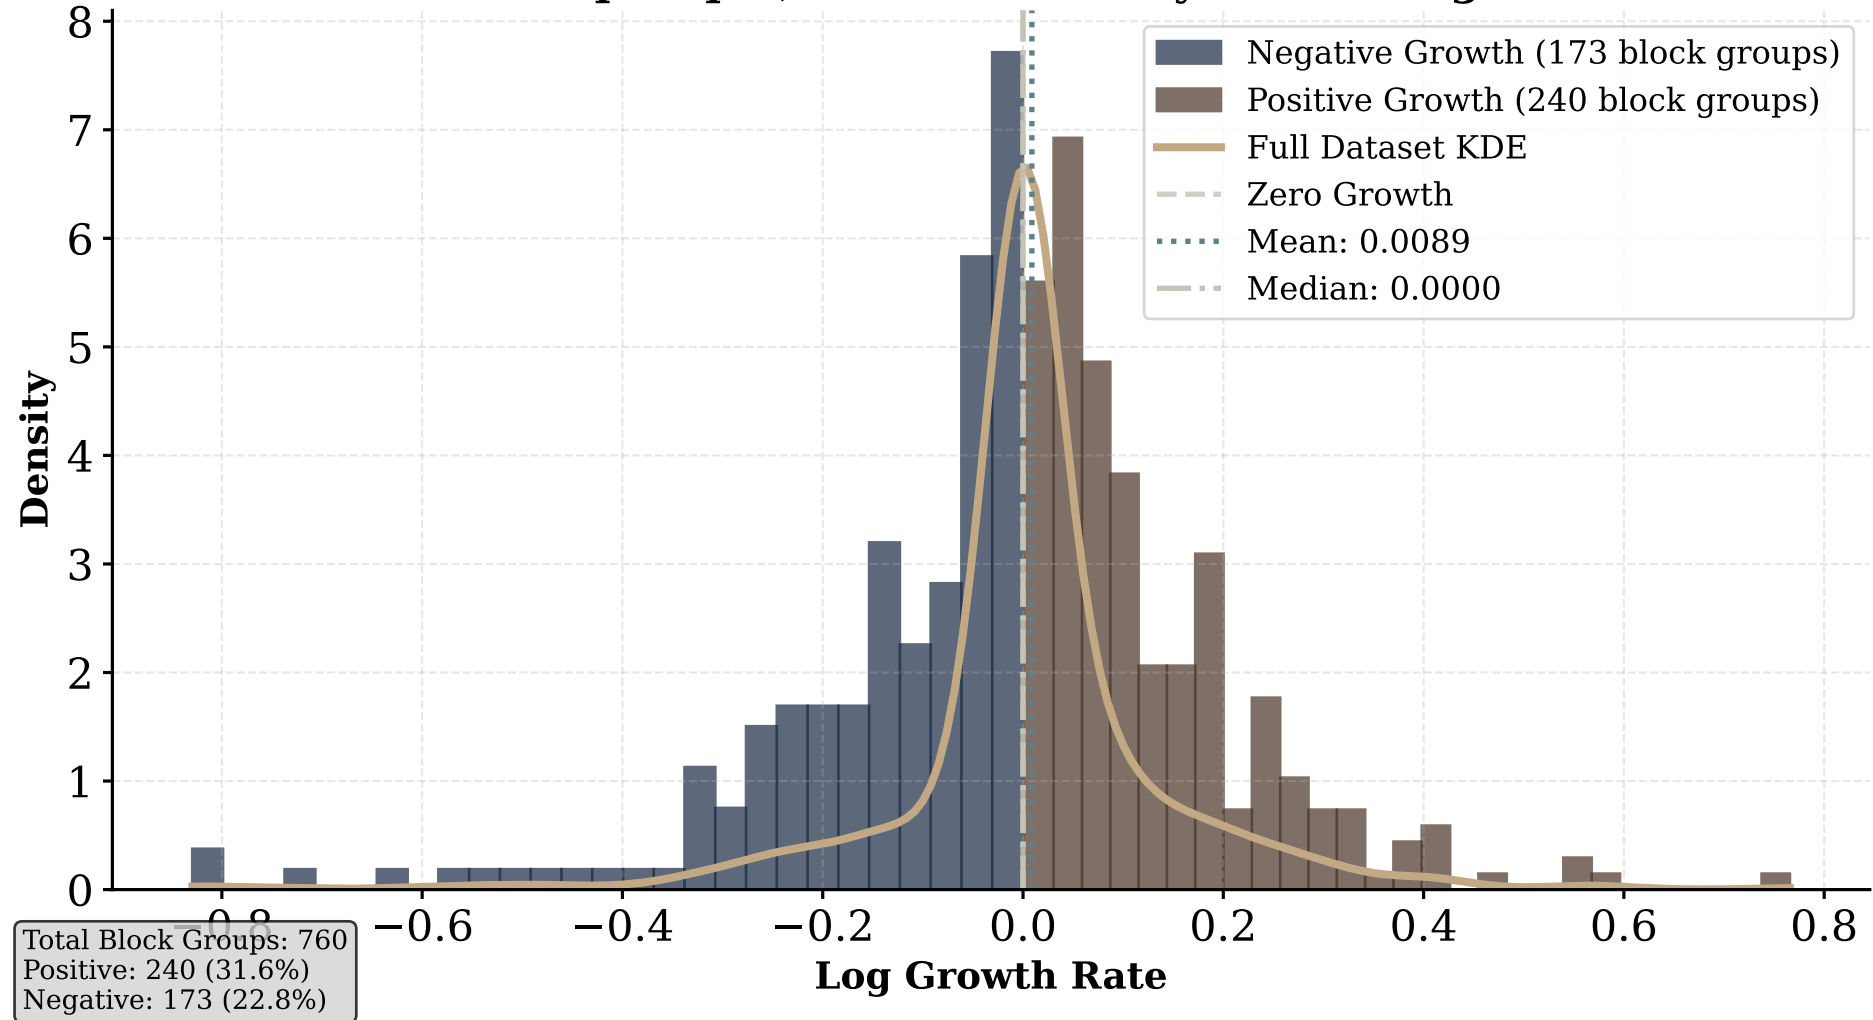 Negative Growth (173 block groups)
Positive Growth (240 block groups)
Full Dataset KDE
Zero Growth
Mean: 0.0089
Median: 0.0000
8
7
6
5
4
3
2
1
0
Density
−0.8
−0.6
−0.4
−0.2
0.0
0.2
0.4
0.6
0.8
Log Growth Rate
Total Block Groups: 760
Positive: 240 (31.6%)
Negative: 173 (22.8%)